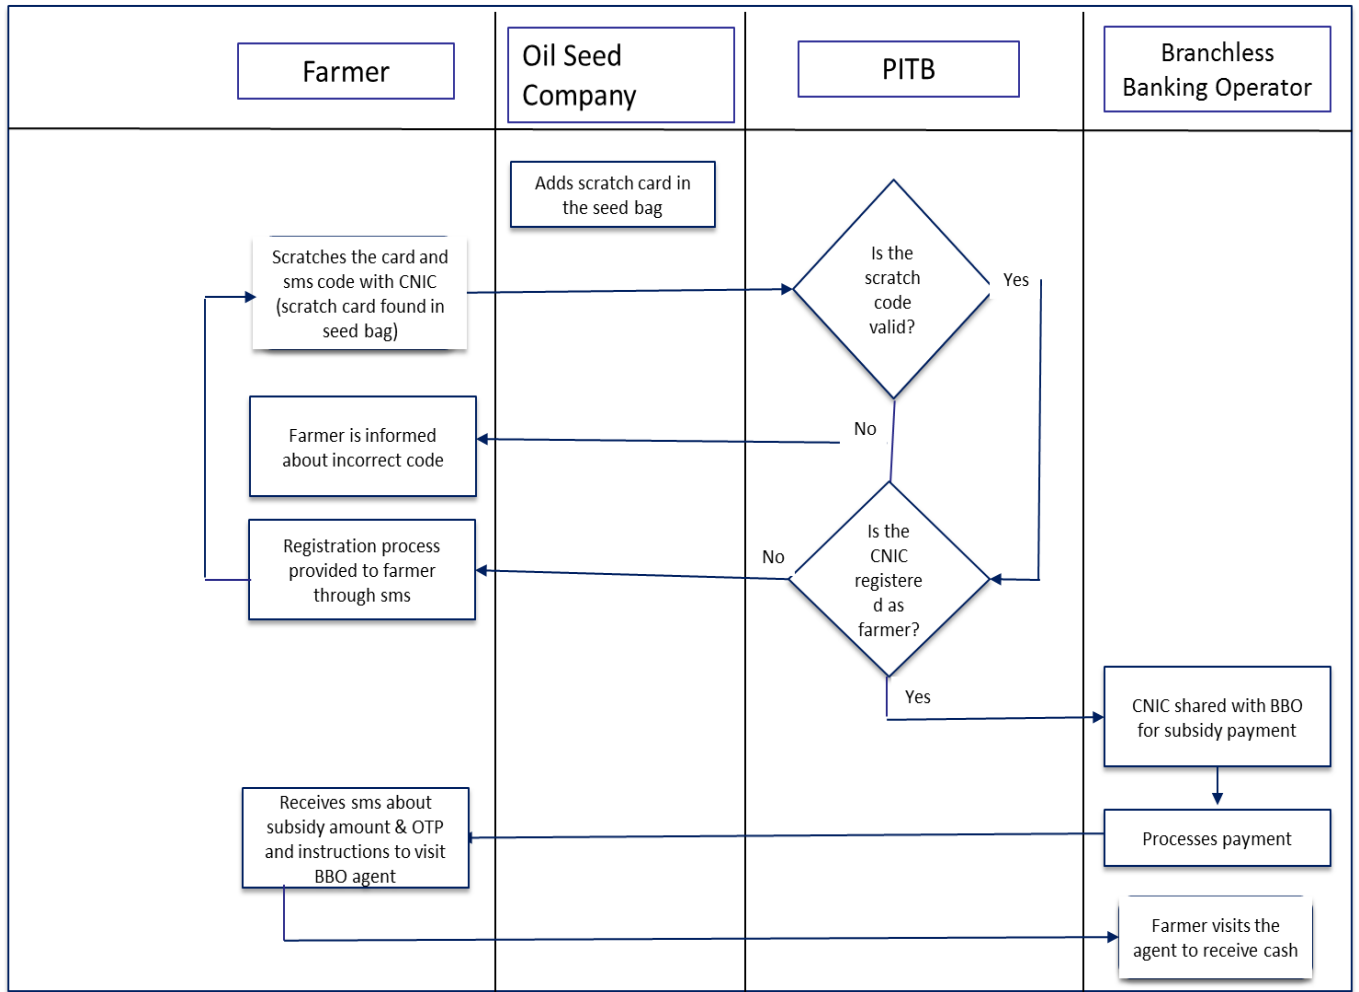 Farmer
Oil Seed
Company
PITB
Branchless
Banking Operator
Adds scratch card in
the seed bag
Scratches the card and
sms code with CNIC
(scratch card found in
seed bag)
Is the
scratch
code
valid?
Yes
Farmer is informed
about incorrect code
No
Registration process
provided to farmer
through sms
No
Is the
CNIC
registere
d as
farmer?
Yes
CNIC shared with BBO
for subsidy payment
Receives sms about
subsidy amount & OTP
and instructions to visit
BBO agent
Processes payment
Farmer visits the
agent to receive cash